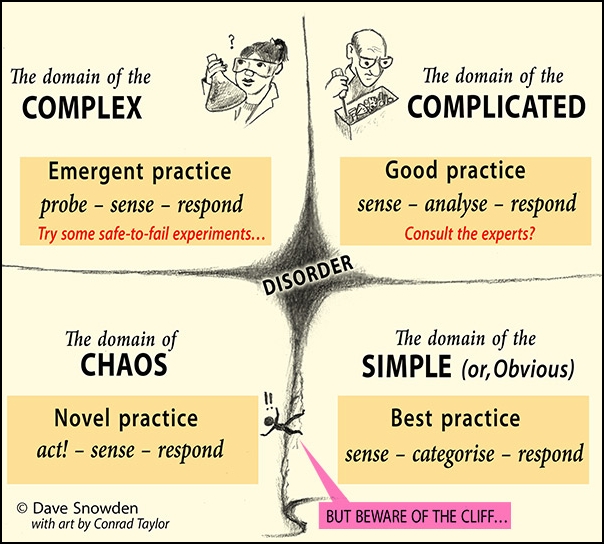 The domain of the
COMPLEX
?
Emergent practice
probe – sense – respond
Try some safe-to-fail experiments…
The domain of the
COMPLICATED
Good practice
sense – analyse – respond
Consult the experts?
DISORDER
The domain of
CHAOS
Novel practice
act! – sense – respond
The domain of the
SIMPLE (or, Obvious)
Best practice
sense – categorise – respond
!!
BUT BEWARE OF THE CLIFF…
© Dave Snowden
with art by Conrad Taylor